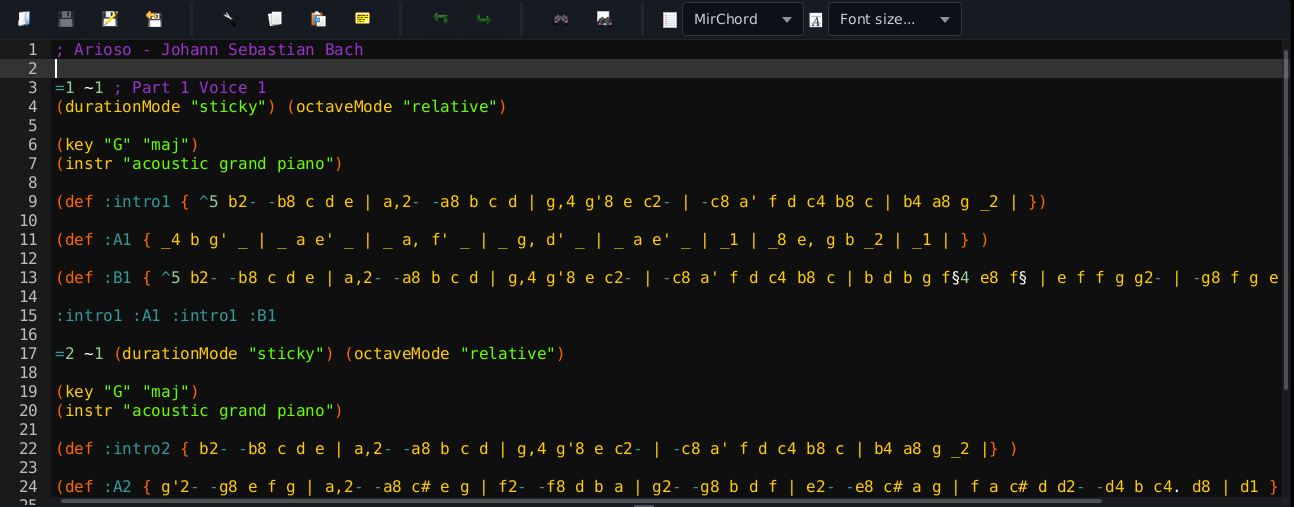 MirChord
Font size...
1 ; Arioso - Johann Sebastian Bach
2
3 =1 ~1 ; Part 1 Voice 1
4 (durationMode "sticky") (octaveMode "relative")
5
6 (key "G" "maj")
7 (instr "acoustic grand piano")
8
9 (def :intro1 { ^5 b2- -b8 c d e | a,2- -a8 b c d | g,4 g'8 e c2- | -c8 a' f d c4 b8 c | b4 a8 g _2 | })
10
11 (def :A1 { _4 b g' _ | _ a e' _ | _ a, f' _ | _ g, d' _ | _ a e' _ | _1 | _8 e, g b _2 | _1 | } )
12
13 (def :B1 { ^5 b2- -b8 c d e | a,2- -a8 b c d | g,4 g'8 e c2- | -c8 a' f d c4 b8 c | b d b g f§4 e8 f§ | e f f g g2- | -g8 f g e
14
15 :intro1 :A1 :intro1 :B1
16
17 =2 ~1 (durationMode "sticky") (octaveMode "relative")
18
19 (key "G" "maj")
20 (instr "acoustic grand piano")
21
22 (def :intro2 { b2- -b8 c d e | a,2- -a8 b c d | g,4 g'8 e c2- | -c8 a' f d c4 b8 c | b4 a8 g _2 |} )
23
24 (def :A2 { g'2- -g8 e f g | a,2- -a8 c# e g | f2- -f8 d b a | g2- -g8 b d f | e2- -e8 c# a g | f a c# d d2- -d4 b c4. d8 | d1 }
25